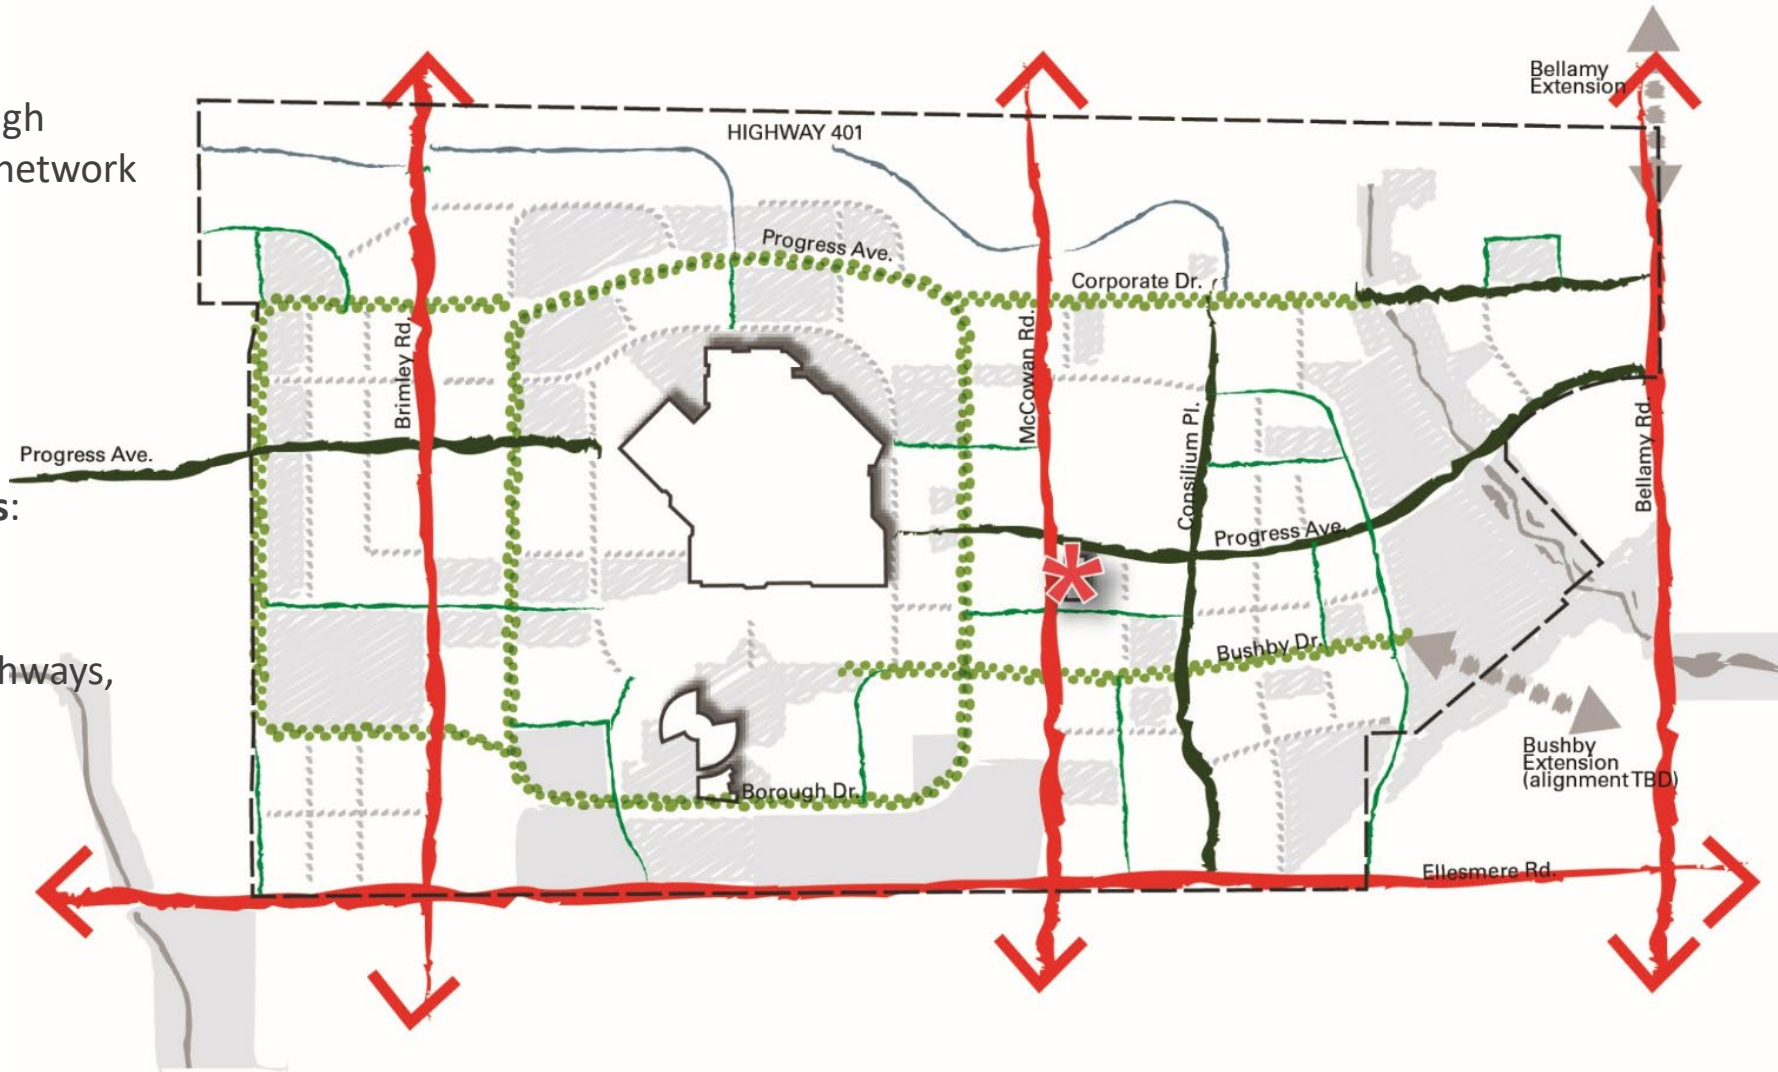 gh
network
s:
hways,
Bellamy
Extension
HIGHWAY 401
Progress Ave.
Corporate Dr.
Brimley Rd.
McCowan Rd.
Consilium Pl.
Bellamy Rd.
Progress Ave.
Progress Ave.
Bushby Dr.
Bushby
Extension
(alignment TBD)
Borough Dr.
Ellesmere Rd.